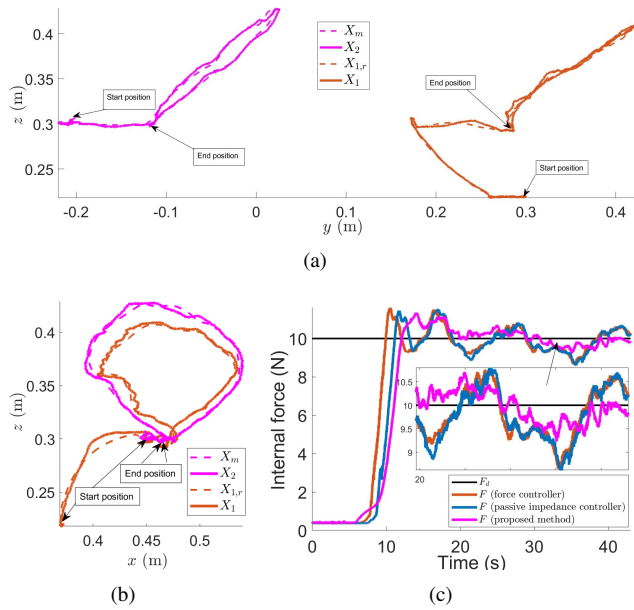 0.4
0.35
0.3
0.25
z (m)
X_m
X_2
X_{1,r}
X_1
Start position
End position
End position
Start position
-0.2
-0.1
0
0.1
0.2
0.3
0.4
y (m)
(a)
0.4
0.35
0.3
0.25
z (m)
End position
Start position
X_m
X_2
X_{1,r}
X_1
0.4
0.45
0.5
x (m)
(b)
Internal force (N)
10
8
6
4
2
0
10.5
10
9.5
9
20
F_d
F (force controller)
F (passive impedance controller)
F (proposed method)
0
10
20
30
40
Time (s)
(c)